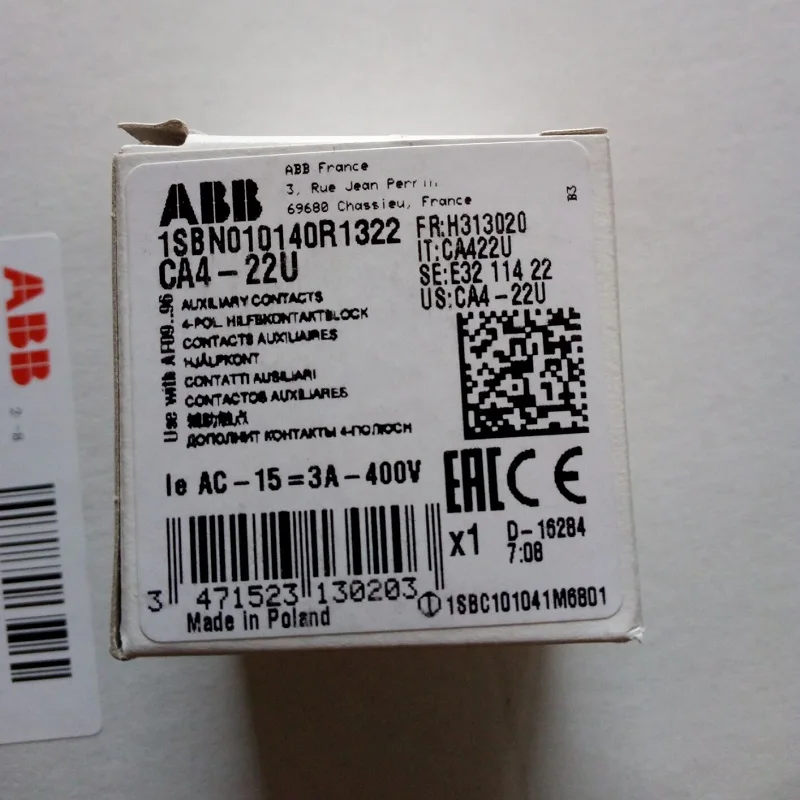 ABB France
3, Rue Jean Perrin
69680 Chassieu, France
B3
ABB
1SBN010140R1322
CA4-22U
FR:H313020
IT:CA422U
SE:E32 114 22
US:CA4-22U
Use with AF09...96
AUXILIARY CONTACTS
4-POL. HILFSKONTAKTBLOCK
CONTACTS AUXILIAIRES
HJÄLPKONT
CONTATTI AUSILIARI
CONTACTOS AUXILIARES
辅助触点
ДОПОЛНИТ КОНТАКТЫ 4-ПОЛЮСН
Ie AC-15=3A-400V
EAC CE
x1
D-16284
7:08
3 471523 130203
1SBC101041M6801
Made in Poland
ABB